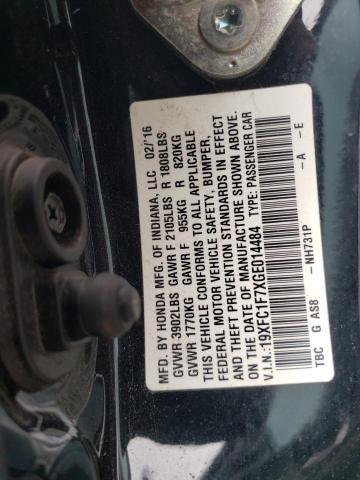 MFD. BY HONDA MFG. OF INDIANA, LLC 02/'16
GVWR 3902LBS GAWR F 2105LBS R 1808LBS
GVWR 1770KG GAWR F 955KG R 820KG
THIS VEHICLE CONFORMS TO ALL APPLICABLE
FEDERAL MOTOR VEHICLE SAFETY, BUMPER,
AND THEFT PREVENTION STANDARDS IN EFFECT
ON THE DATE OF MANUFACTURE SHOWN ABOVE.
V.I.N.:19XFC1F7XGE014484 TYPE: PASSENGER CAR
-NH731P -A -E
TBC G AS8